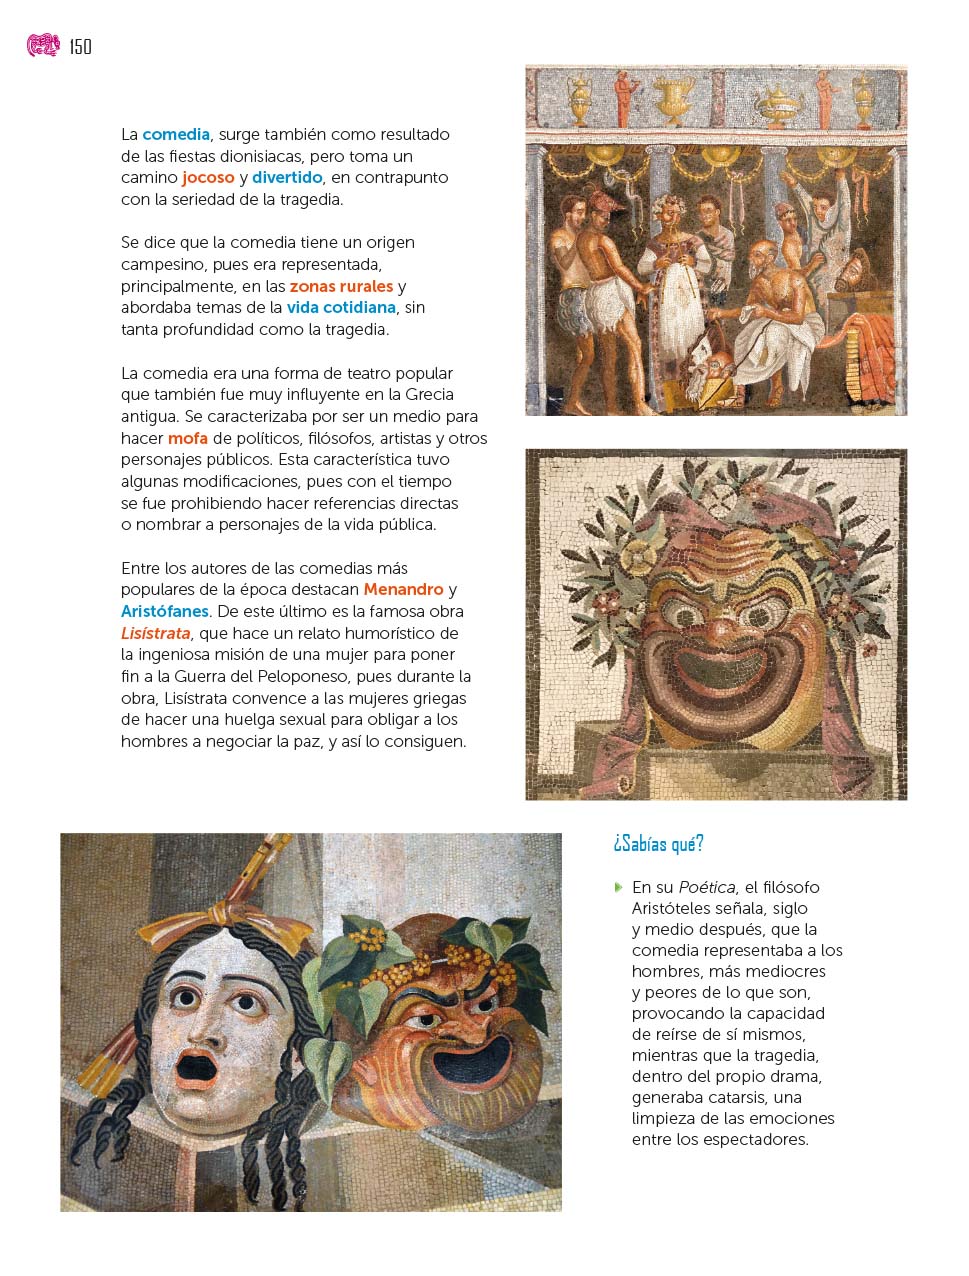 150
La comedia, surge también como resultado
de las fiestas dionisiacas, pero toma un
camino jocoso y divertido, en contrapunto
con la seriedad de la tragedia.
Se dice que la comedia tiene un origen
campesino, pues era representada,
principalmente, en las zonas rurales y
abordaba temas de la vida cotidiana, sin
tanta profundidad como la tragedia.
La comedia era una forma de teatro popular
que también fue muy influyente en la Grecia
antigua. Se caracterizaba por ser un medio para
hacer mofa de políticos, filósofos, artistas y otros
personajes públicos. Esta característica tuvo
algunas modificaciones, pues con el tiempo
se fue prohibiendo hacer referencias directas
o nombrar a personajes de la vida pública.
Entre los autores de las comedias más
populares de la época destacan Menandro y
Aristófanes. De este último es la famosa obra
Lisístrata, que hace un relato humorístico de
la ingeniosa misión de una mujer para poner
fin a la Guerra del Peloponeso, pues durante la
obra, Lisístrata convence a las mujeres griegas
de hacer una huelga sexual para obligar a los
hombres a negociar la paz, y así lo consiguen.
¿Sabías qué?
En su Poética, el filósofo
Aristóteles señala, siglo
y medio después, que la
comedia representaba a los
hombres, más mediocres
y peores de lo que son,
provocando la capacidad
de reírse de sí mismos,
mientras que la tragedia,
dentro del propio drama,
generaba catarsis, una
limpieza de las emociones
entre los espectadores.